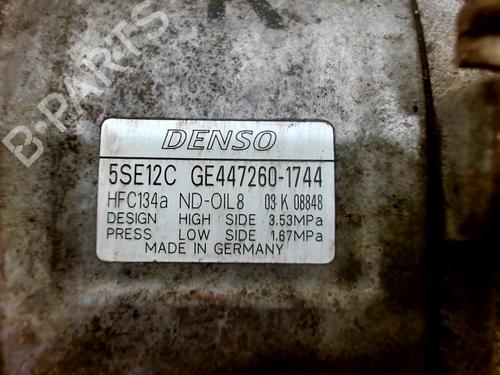 K
B-PARTS
DENSO
5SE12C GE447260-1744
HFC134a ND-OIL8 03 K 08848
DESIGN HIGH SIDE 3.53MPa
PRESS LOW SIDE 1.67MPa
MADE IN GERMANY